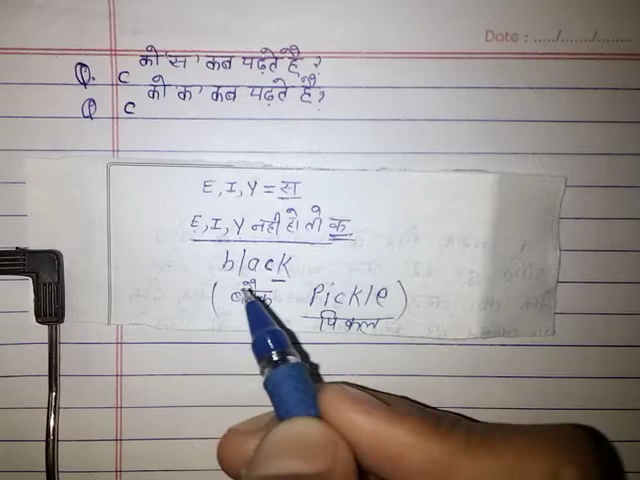 Date : ...../....../........
Q. C को 'स' कब पढ़ते है ?
Q C को 'क' कब पढ़ते हैं?
E, I, Y = स
E, I, Y नही हो तो क
black
( Pickle )
पिकल